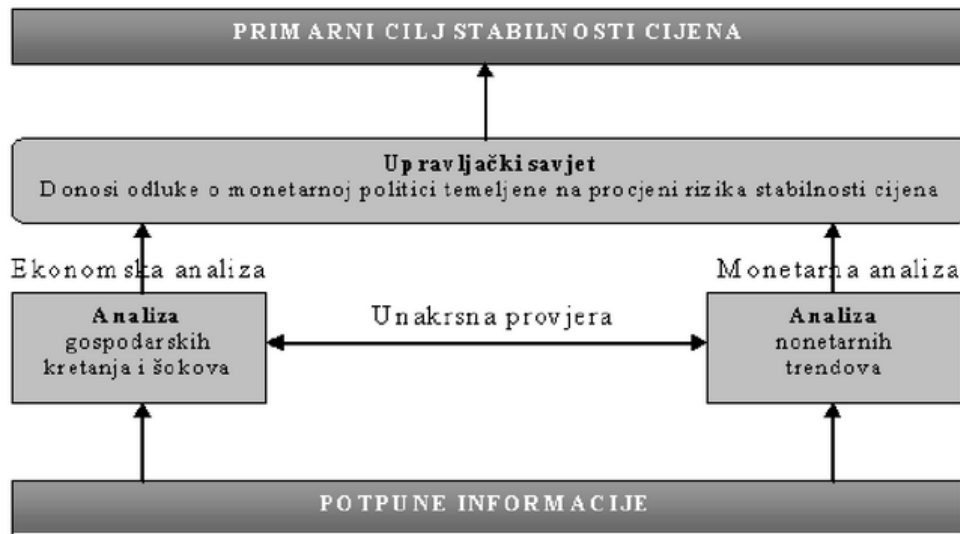 PRIMARNI CILJ STABILNOSTI CIJENA
Upravljački savjet
Donosi odluke o monetarnoj politici temeljene na procjeni rizika stabilnosti cijena
Ekonomska analiza
Monetarna analiza
Analiza
gospodarskih
kretanja i šokova
Unakrsna provjera
Analiza
nonetarnih
trendova
POTPUNE INFORMACIJE